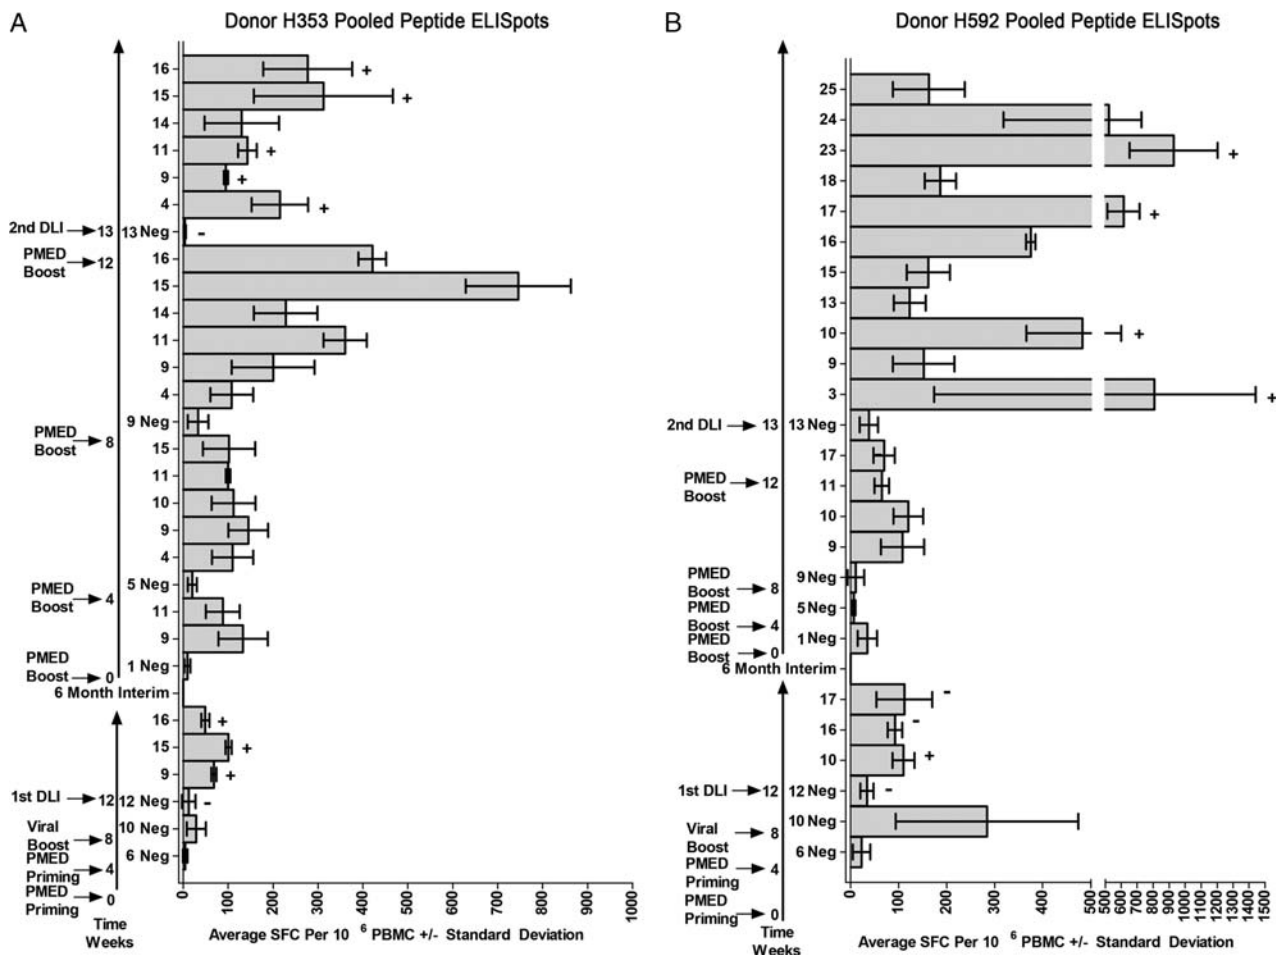 A Donor H353 Pooled Peptide ELISpots
16 +
15 +
14
11 +
9 +
4 +
2nd DLI 13 13 Neg -
16
PMED Boost 12
15
14
11
9
4
9 Neg
PMED Boost 8
15
11
10
9
4
5 Neg
PMED Boost 4
11
9
1 Neg
PMED Boost 0
6 Month Interim
16 +
15 +
9 +
1st DLI 12 12 Neg -
10 Neg
Viral Boost 8
6 Neg
PMED Priming 4
PMED Priming 0
Time Weeks
0 100 200 300 400 500 600 700 800 900 1000
Average SFC Per 10 6 PBMC +/- Standard Deviation
B Donor H592 Pooled Peptide ELISpots
25
24
23 +
18
17 +
16
15
13
10 +
9
3 +
2nd DLI 13 13 Neg
17
PMED Boost 12
11
10
9
9 Neg
PMED Boost 8
5 Neg
PMED Boost 4
1 Neg
PMED Boost 0
6 Month Interim
17 -
16 -
10 +
1st DLI 12 12 Neg -
10 Neg
Viral Boost 8
6 Neg
PMED Priming 4
PMED Priming 0
Time Weeks
0 100 200 300 400 500 500 600 700 800 900 1000 1100 1300 1400 1500
Average SFC Per 10 6 PBMC +/- Standard Deviation